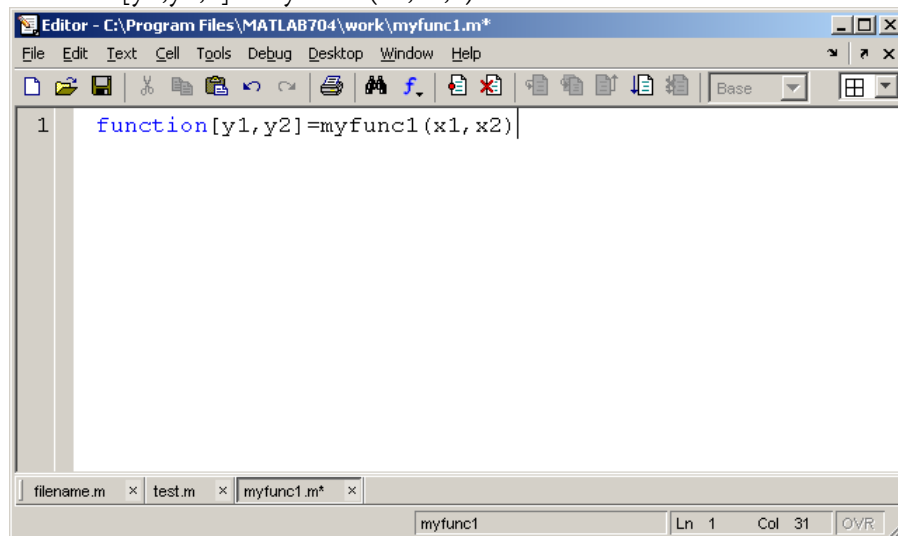 Editor - C:\Program Files\MATLAB704\work\myfunc1.m*
File Edit Text Cell Tools Debug Desktop Window Help
Base
1 function[y1,y2]=myfunc1(x1,x2)
filename.m × test.m × myfunc1.m* ×
myfunc1 Ln 1 Col 31 OVR